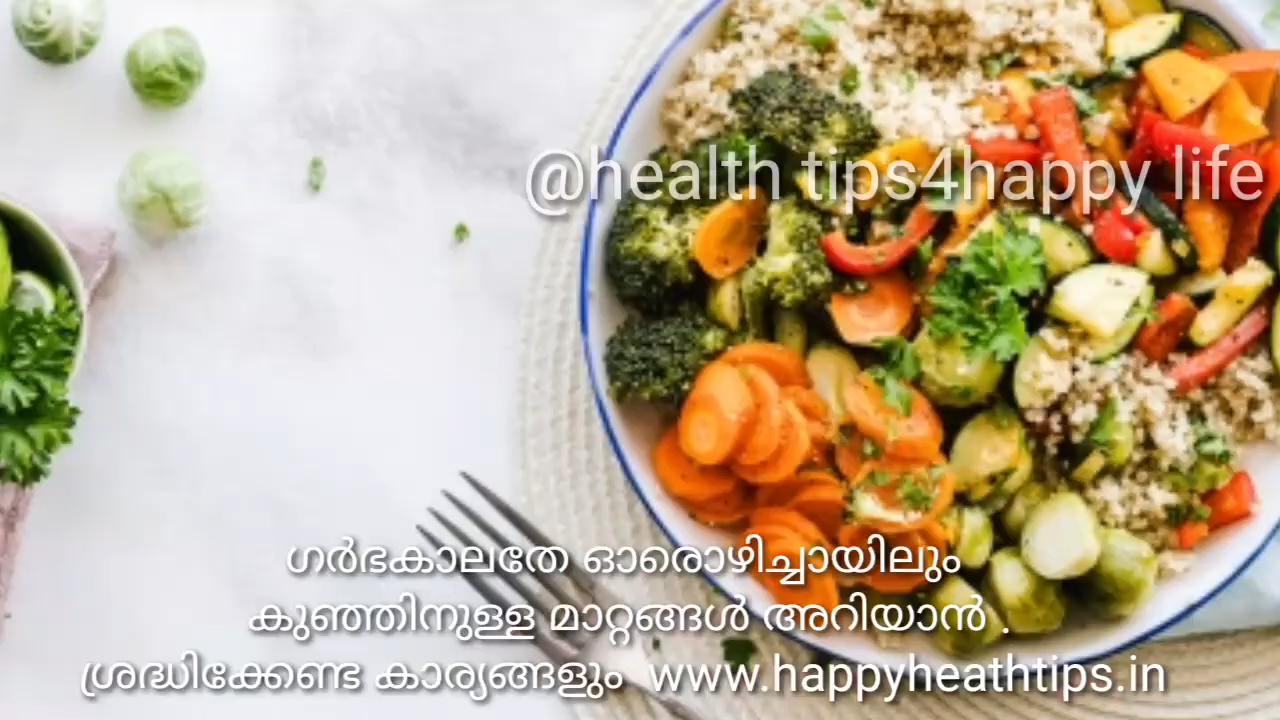 @health tips4happy life
ഗർഭകാലതേ ഓരൊഴിച്ചായിലും
കുഞ്ഞിനുള്ള മാറ്റങ്ങൾ അറിയാൻ .
ശ്രദ്ധിക്കേണ്ട കാര്യങ്ങളും www.happyheathtips.in